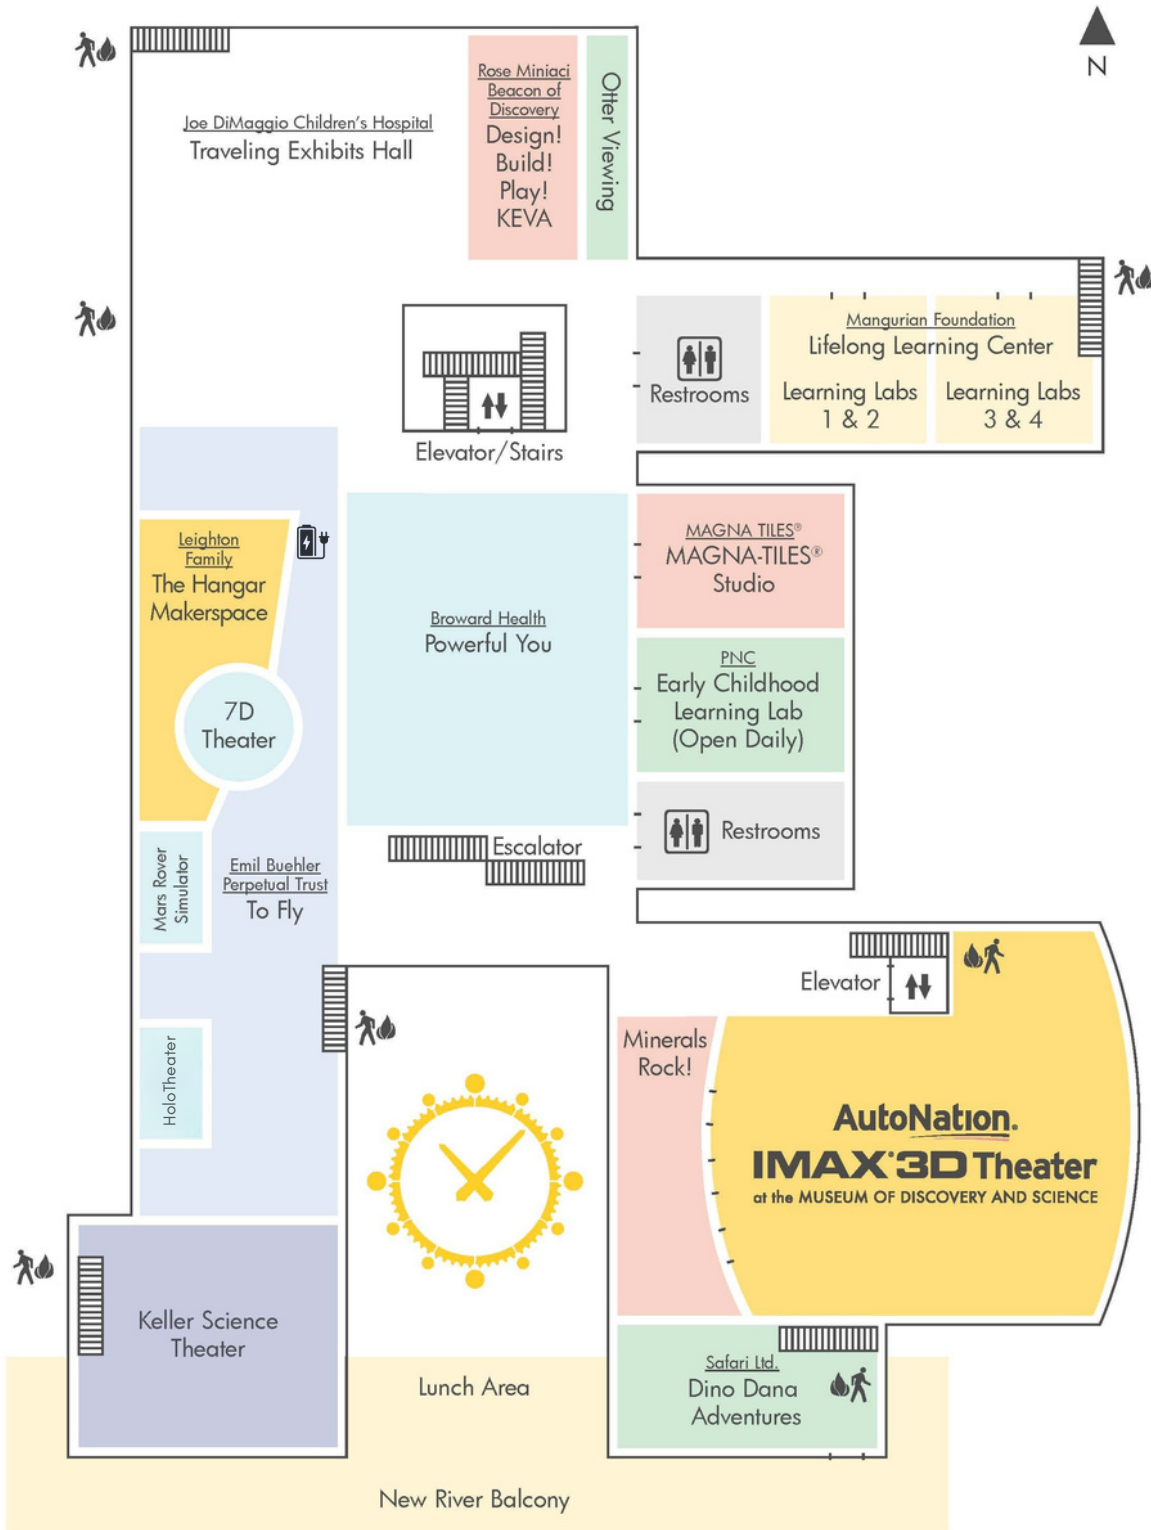 N
Joe DiMaggio Children's Hospital
Traveling Exhibits Hall
Rose Miniaci
Beacon of
Discovery
Design!
Build!
Play!
KEVA
Otter Viewing
Elevator/Stairs
Restrooms
Mangurian Foundation
Lifelong Learning Center
Learning Labs
1 & 2
Learning Labs
3 & 4
Leighton
Family
The Hangar
Makerspace
7D
Theater
Broward Health
Powerful You
MAGNA TILES®
MAGNA-TILES®
Studio
PNC
Early Childhood
Learning Lab
(Open Daily)
Restrooms
Escalator
Mars Rover
Simulator
Emil Buehler
Perpetual Trust
To Fly
HoloTheater
Elevator
Minerals
Rock!
AutoNation.
IMAX® 3D Theater
at the MUSEUM OF DISCOVERY AND SCIENCE
Keller Science
Theater
Lunch Area
Safari Ltd.
Dino Dana
Adventures
New River Balcony